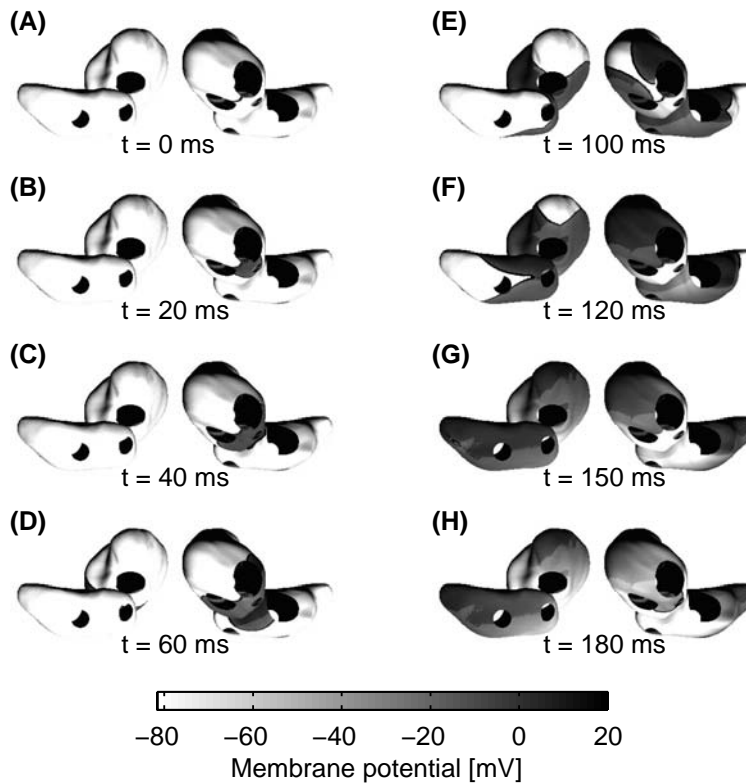 (A)
t = 0 ms
(B)
t = 20 ms
(C)
t = 40 ms
(D)
t = 60 ms
(E)
t = 100 ms
(F)
t = 120 ms
(G)
t = 150 ms
(H)
t = 180 ms
−80 −60 −40 −20 0 20
Membrane potential [mV]